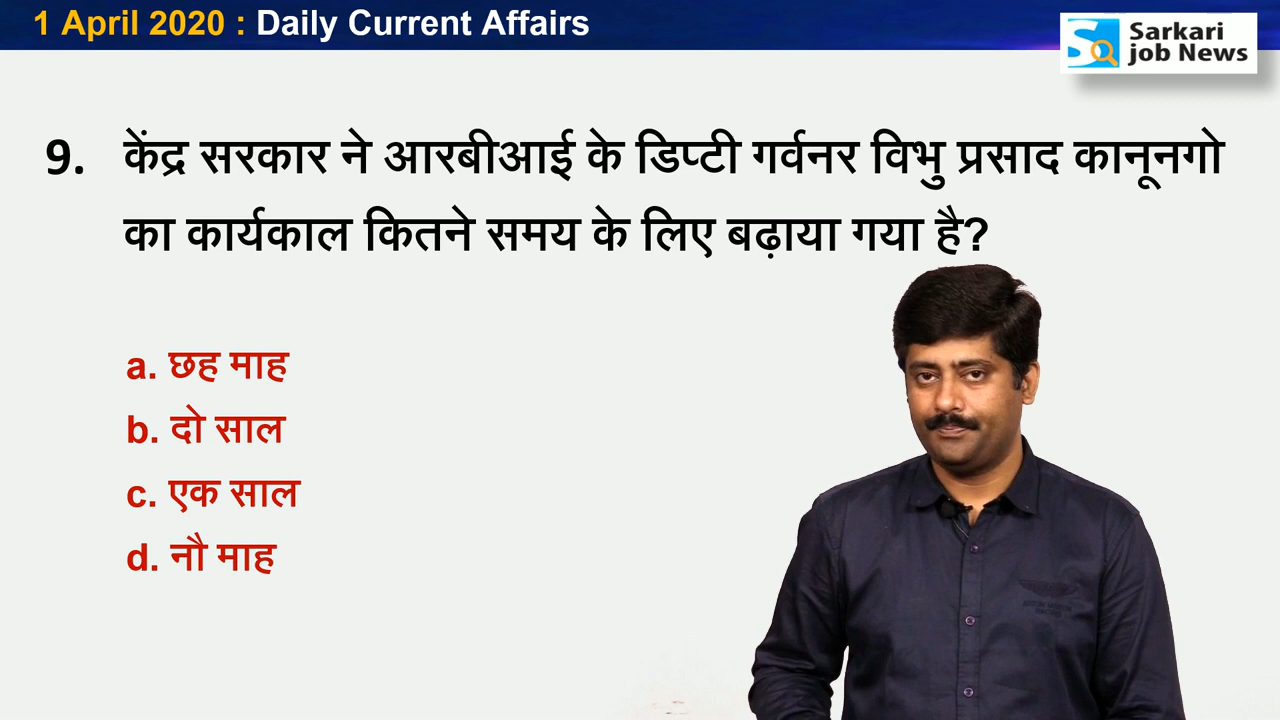 1 April 2020 : Daily Current Affairs
Sarkari
job News
9. केंद्र सरकार ने आरबीआई के डिप्टी गर्वनर विभु प्रसाद कानूनगो
का कार्यकाल कितने समय के लिए बढ़ाया गया है?
a. छह माह
b. दो साल
c. एक साल
d. नौ माह